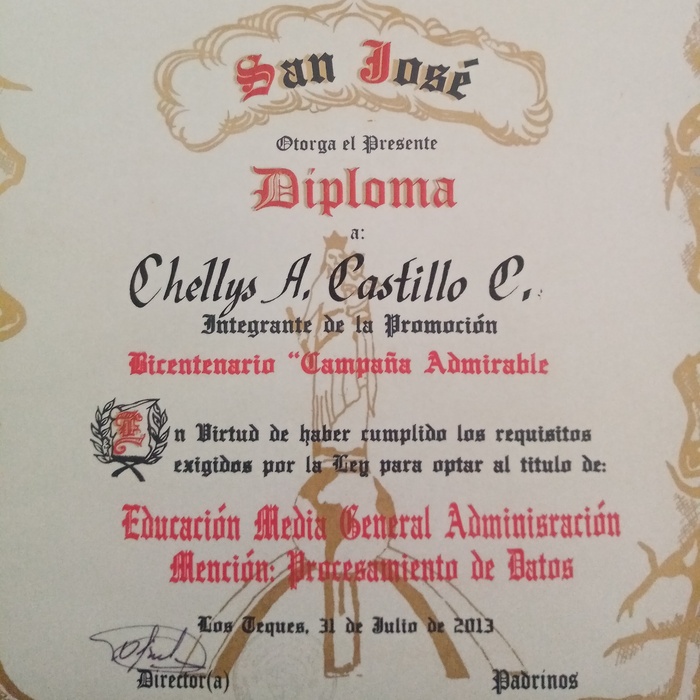 San José
Otorga el Presente
Diploma
a:
Chellys A. Castillo C.
Integrante de la Promoción
Bicentenario “Campaña Admirable
En Virtud de haber cumplido los requisitos
exigidos por la Ley para optar al titulo de:
Educación Media General Adminisración
Mención: Procesamiento de Datos
Los Teques, 31 de Julio de 2013
Director(a)
Padrinos